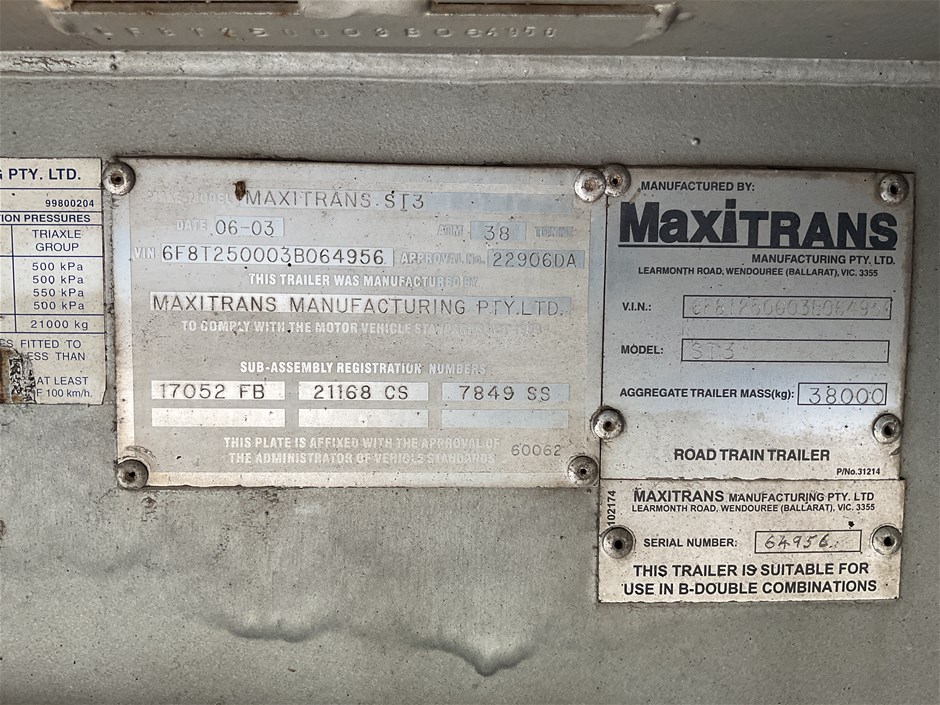 G PTY. LTD.
99800204
TION PRESSURES
TRIAXLE
GROUP
500 kPa
500 kPa
550 kPa
500 kPa
21000 kg
S FITTED TO
LESS THAN
AT LEAST
100 km/h.
MODEL MAXITRANS ST3
DATE 06-03 ATM 38 TONNE
VIN 6F8T250003B064956 APPROVAL No. 22906DA
THIS TRAILER WAS MANUFACTURED BY
MAXITRANS MANUFACTURING PTY.LTD.
TO COMPLY WITH THE MOTOR VEHICLE STANDARDS ACT
SUB-ASSEMBLY REGISTRATION NUMBERS
17052 FB 21168 CS 7849 SS
THIS PLATE IS AFFIXED WITH THE APPROVAL OF
THE ADMINISTRATOR OF VEHICLE STANDARDS 60062
MANUFACTURED BY:
MaxiTRANS
MANUFACTURING PTY. LTD.
LEARMONTH ROAD, WENDOUREE (BALLARAT), VIC. 3355
V.I.N.: 6F8T250003B064956
MODEL: ST3
AGGREGATE TRAILER MASS(kg): 38000
ROAD TRAIN TRAILER
P/No.31214
102174
MAXITRANS MANUFACTURING PTY. LTD
LEARMONTH ROAD, WENDOUREE (BALLARAT), VIC. 3355
SERIAL NUMBER: 64956
THIS TRAILER IS SUITABLE FOR
USE IN B-DOUBLE COMBINATIONS